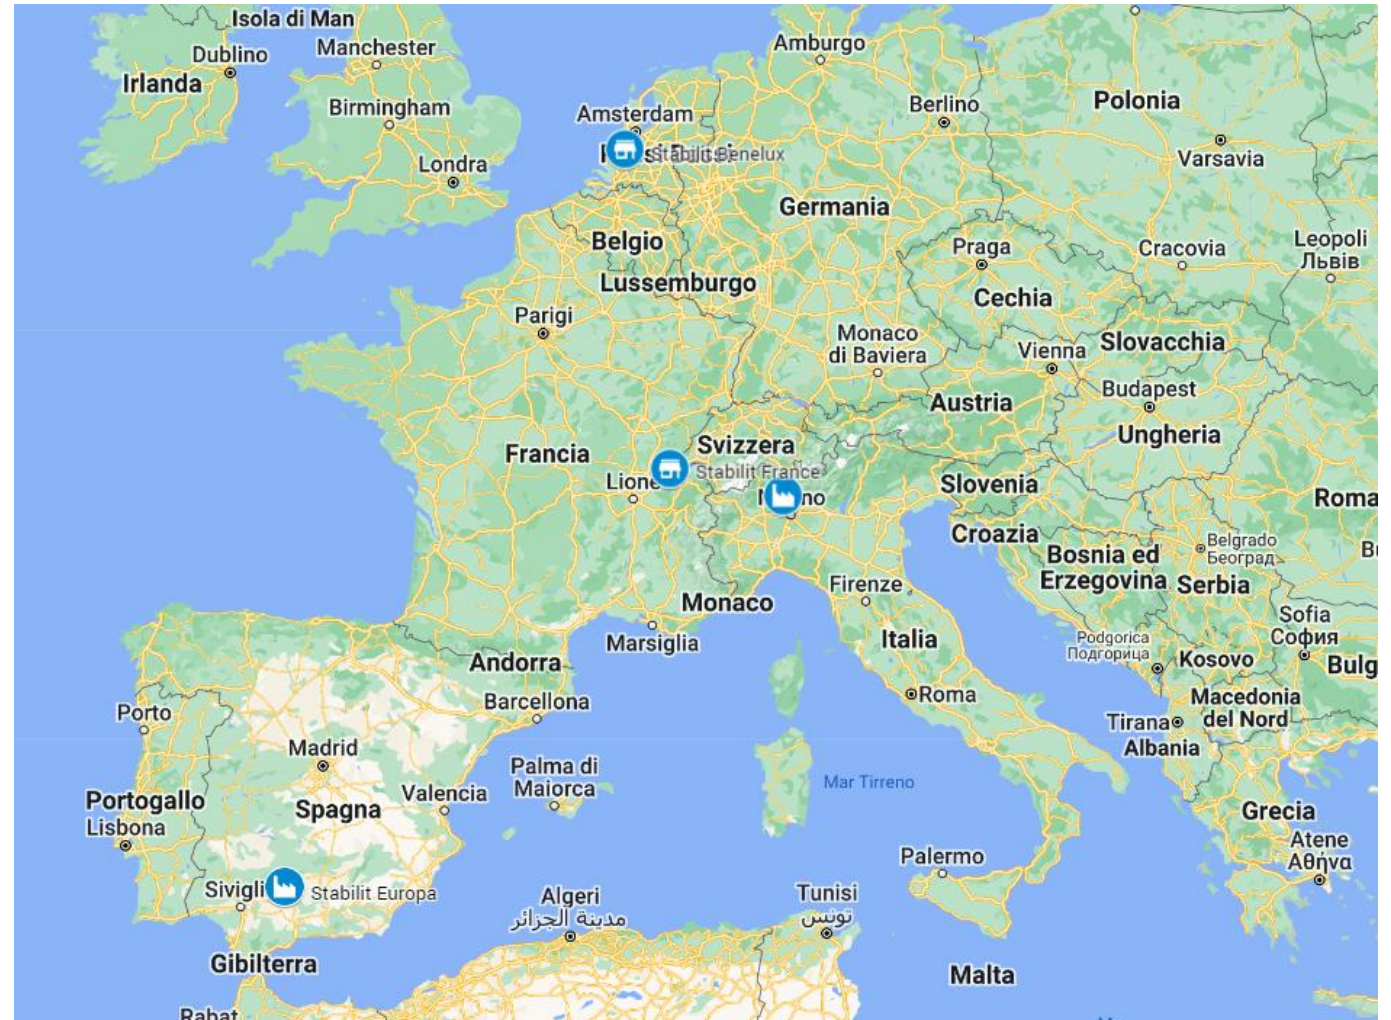 Isola di Man
Dublino
Manchester
Irlanda
Birmingham
Londra
Amburgo
Amsterdam
Berlino
Polonia
Stabilit Benelux
Varsavia
Germania
Belgio
Lussemburgo
Praga
Cracovia
Leopoli
Львів
Cechia
Parigi
Monaco
di Baviera
Vienna
Slovacchia
Budapest
Austria
Ungheria
Francia
Svizzera
Stabilit France
Slovenia
Croazia
Belgrado
Београд
Bosnia ed
Erzegovina
Serbia
Firenze
Monaco
Marsiglia
Italia
Sofia
София
Podgorica
Подгорица
Kosovo
Andorra
Barcellona
Roma
Macedonia
del Nord
Tirana
Albania
Porto
Madrid
Palma di
Maiorca
Valencia
Mar Tirreno
Portogallo
Spagna
Lisbona
Grecia
Atene
Αθήνα
Palermo
Stabilit Europa
Algeri
مدينة الجزائر
Tunisi
تونس
Gibilterra
Malta